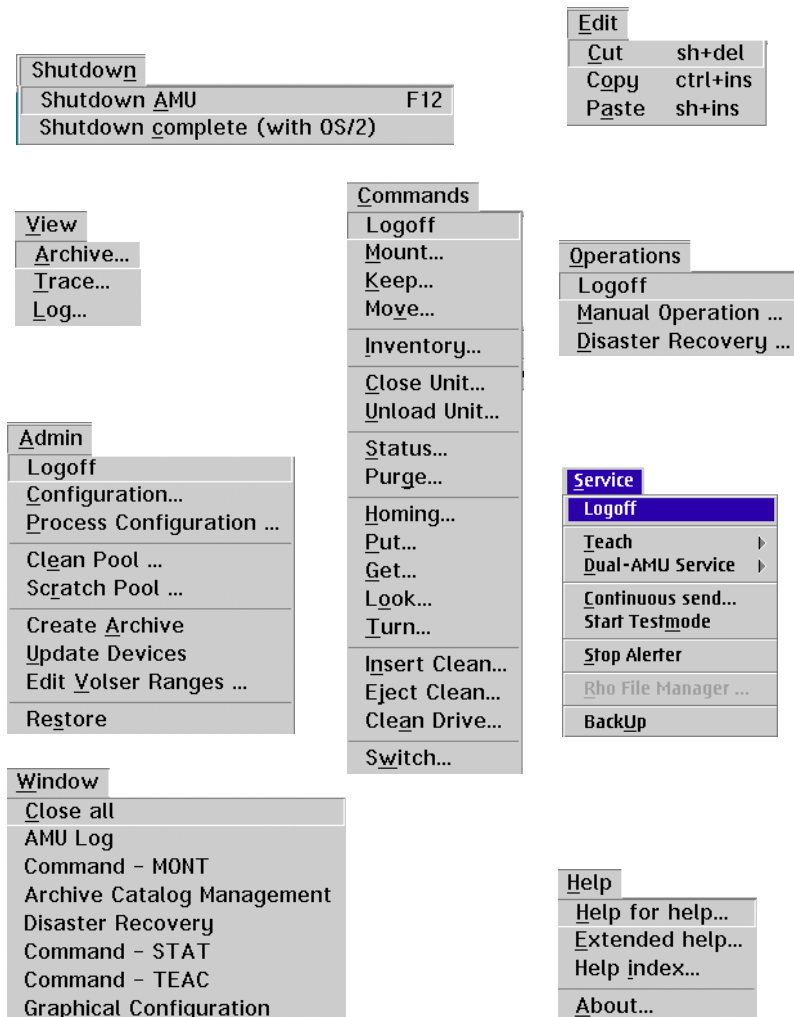 Shutdown
Shutdown AMU F12
Shutdown complete (with OS/2)
Edit
Cut sh+del
Copy ctrl+ins
Paste sh+ins
View
Archive...
Trace...
Log...
Commands
Logoff
Mount...
Keep...
Move...
Inventory...
Close Unit...
Unload Unit...
Status...
Purge...
Homing...
Put...
Get...
Look...
Turn...
Insert Clean...
Eject Clean...
Clean Drive...
Switch...
Operations
Logoff
Manual Operation ...
Disaster Recovery ...
Admin
Logoff
Configuration...
Process Configuration ...
Clean Pool ...
Scratch Pool ...
Create Archive
Update Devices
Edit Volser Ranges ...
Restore
Service
Logoff
Teach
Dual-AMU Service
Continuous send...
Start Testmode
Stop Alerter
Rho File Manager ...
BackUp
Window
Close all
AMU Log
Command - MONT
Archive Catalog Management
Disaster Recovery
Command - STAT
Command - TEAC
Graphical Configuration
Help
Help for help...
Extended help...
Help index...
About...